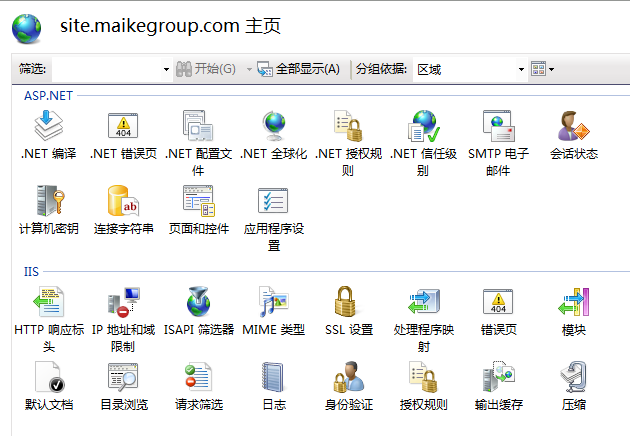 site.maikegroup.com 主页
筛选: 开始(G) 全部显示(A) 分组依据: 区域
ASP.NET
.NET 编译 .NET 错误页 .NET 配置文件 .NET 全球化 .NET 授权规则 .NET 信任级别 SMTP 电子邮件 会话状态
404
计算机密钥 连接字符串 页面和控件 应用程序设置
ab
IIS
HTTP 响应标头 IP 地址和域限制 ISAPI 筛选器 MIME 类型 SSL 设置 处理程序映射 错误页 模块
404
默认文档 目录浏览 请求筛选 日志 身份验证 授权规则 输出缓存 压缩